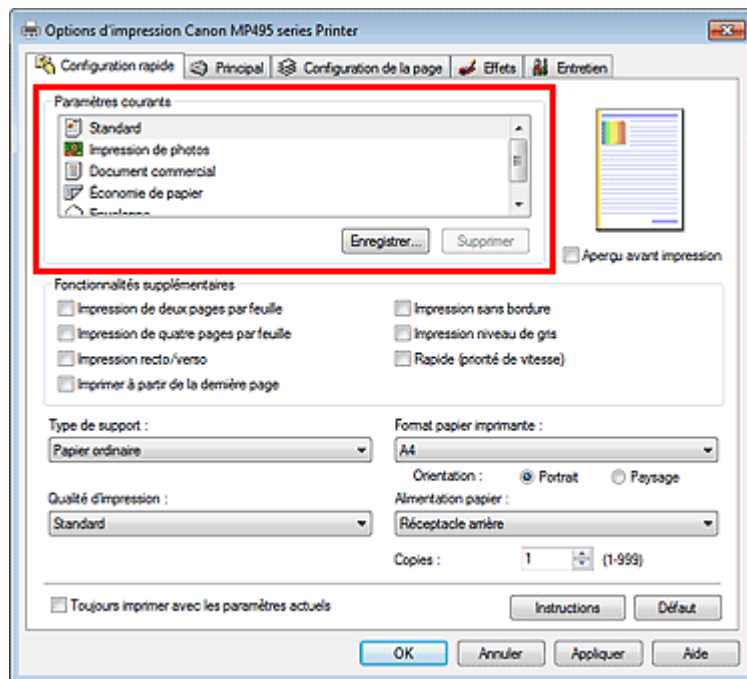 Options d'impression Canon MP495 series Printer
Configuration rapide Principal Configuration de la page Effets Entretien
Paramètres courants
Standard
Impression de photos
Document commercial
Économie de papier
Enveloppe
Enregistrer... Supprimer
Aperçu avant impression
Fonctionnalités supplémentaires
Impression de deux pages par feuille Impression sans bordure
Impression de quatre pages par feuille Impression niveau de gris
Impression recto/verso Rapide (priorité de vitesse)
Imprimer à partir de la dernière page
Type de support : Format papier imprimante :
Papier ordinaire A4
Orientation : Portrait Paysage
Qualité d'impression : Alimentation papier :
Standard Réceptacle arrière
Copies : 1 (1-999)
Toujours imprimer avec les paramètres actuels Instructions Défaut
OK Annuler Appliquer Aide